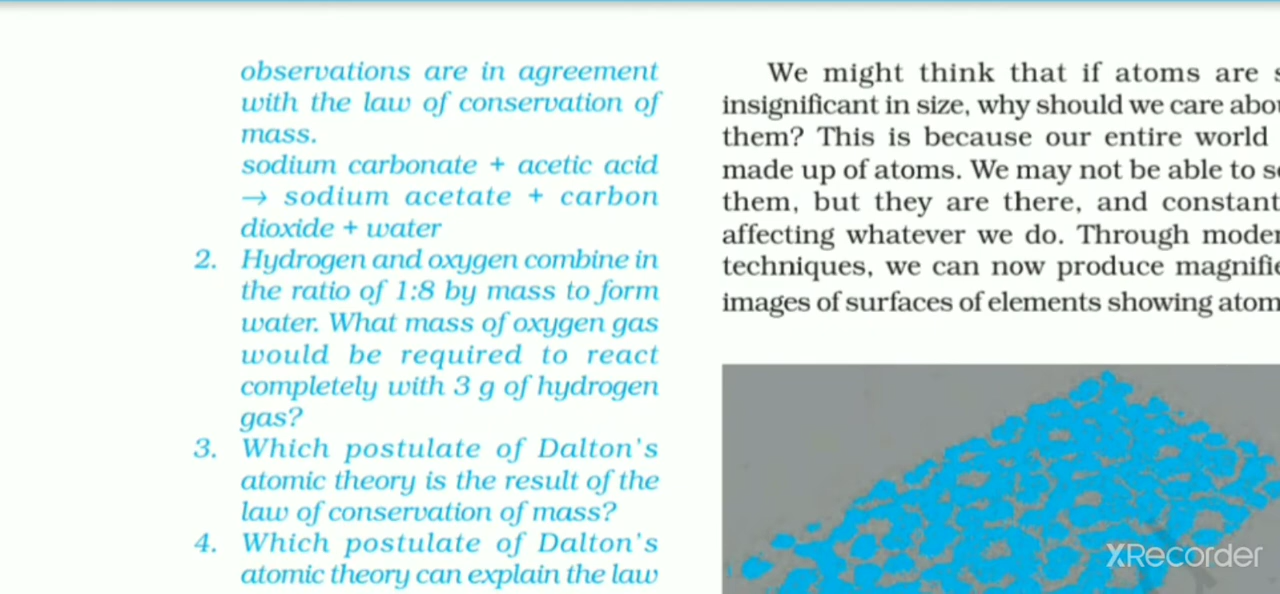 observations are in agreement
with the law of conservation of
mass.
sodium carbonate + acetic acid
→ sodium acetate + carbon
dioxide + water
2. Hydrogen and oxygen combine in
the ratio of 1:8 by mass to form
water. What mass of oxygen gas
would be required to react
completely with 3 g of hydrogen
gas?
3. Which postulate of Dalton's
atomic theory is the result of the
law of conservation of mass?
4. Which postulate of Dalton's
atomic theory can explain the law
We might think that if atoms are
insignificant in size, why should we care
them? This is because our entire world
made up of atoms. We may not be able to
them, but they are there, and
affecting whatever we do. Through
techniques, we can now produce
images of surfaces of elements showing
XRecorder